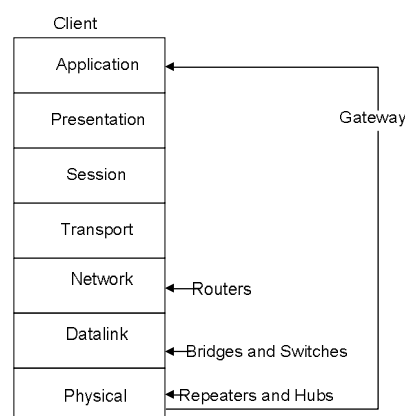 Client
Application
Gateway
Presentation
Session
Transport
Network
Routers
Datalink
Bridges and Switches
Physical
Repeaters and Hubs